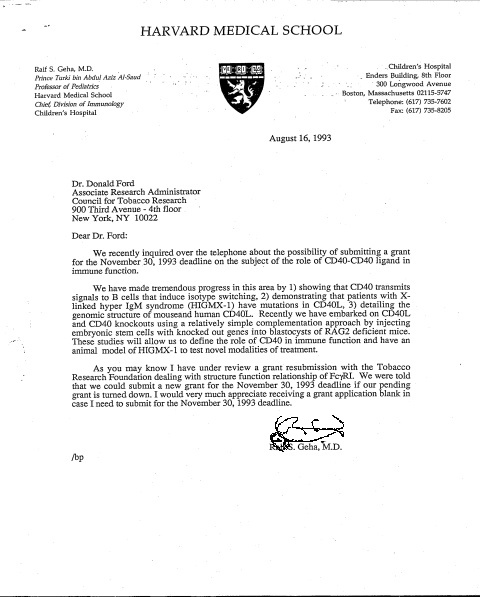 HARVARD MEDICAL SCHOOL
Raif S. Geha, M.D.
Prince Turki bin Abdul Aziz Al-Saud
Professor of Pediatrics
Harvard Medical School
Chief, Division of Immunology
Children's Hospital
Children's Hospital
Enders Building, 8th Floor
300 Longwood Avenue
Boston, Massachusetts 02115-5747
Telephone: (617) 735-7602
Fax: (617) 735-8205
August 16, 1993
Dr. Donald Ford
Associate Research Administrator
Council for Tobacco Research
900 Third Avenue - 4th floor
New York, NY 10022
Dear Dr. Ford:
We recently inquired over the telephone about the possibility of submitting a grant
for the November 30, 1993 deadline on the subject of the role of CD40-CD40 ligand in
immune function.
We have made tremendous progress in this area by 1) showing that CD40 transmits
signals to B cells that induce isotype switching, 2) demonstrating that patients with X-
linked hyper IgM syndrome (HIGMX-1) have mutations in CD40L, 3) detailing the
genomic structure of mouseand human CD40L. Recently we have embarked on CD40L
and CD40 knockouts using a relatively simple complementation approach by injecting
embryonic stem cells with knocked out genes into blastocysts of RAG2 deficient mice.
These studies will allow us to define the role of CD40 in immune function and have an
animal model of HIGMX-1 to test novel modalities of treatment.
As you may know I have under review a grant resubmission with the Tobacco
Research Foundation dealing with structure function relationship of FcγRI. We were told
that we could submit a new grant for the November 30, 1993 deadline if our pending
grant is turned down. I would very much appreciate receiving a grant application blank in
case I need to submit for the November 30, 1993 deadline.
Raif S. Geha, M.D.
/bp